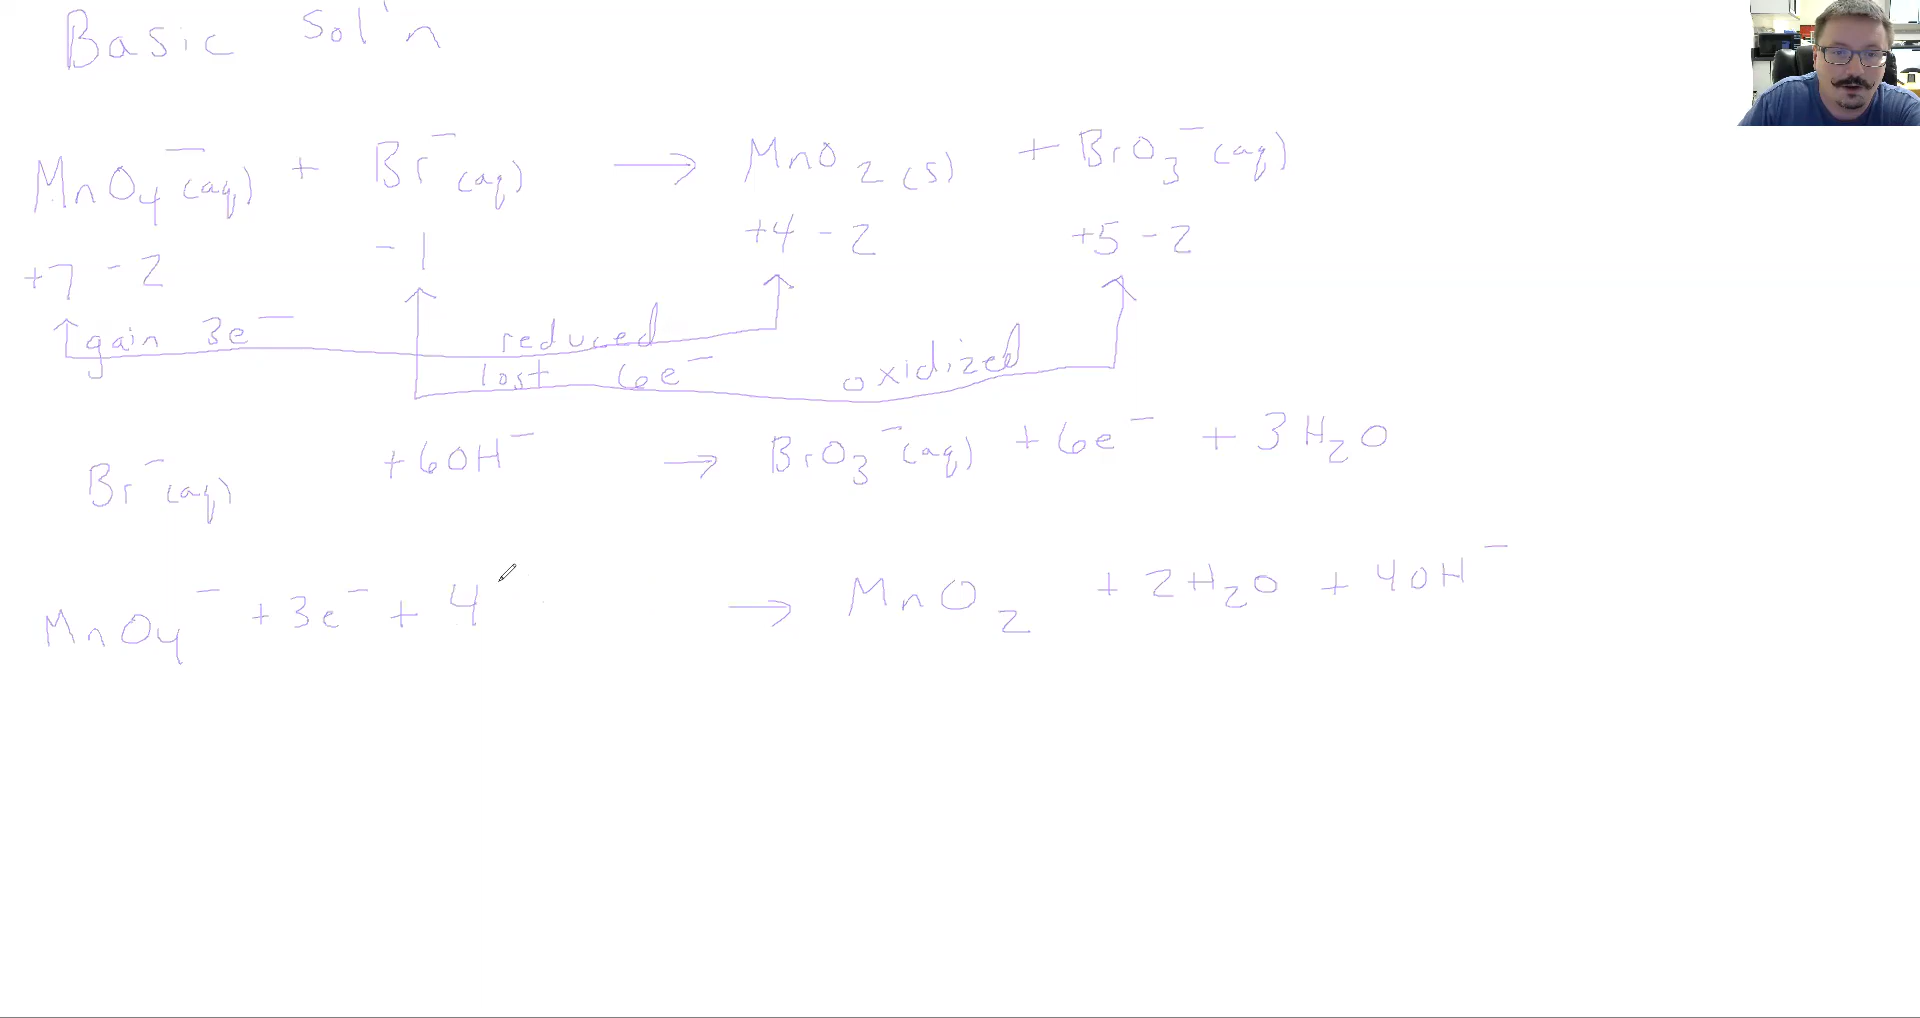 Basic Sol'n
MnO₄⁻(aq) + Br⁻(aq) → MnO₂(s) + BrO₃⁻(aq)
+7 -2 -1 +4 -2 +5 -2
gain 3e⁻ reduced
lost 6e⁻ oxidized
Br⁻(aq) +6OH⁻ → BrO₃⁻(aq) + 6e⁻ + 3H₂O
MnO₄⁻ + 3e⁻ + 4 → MnO₂ + 2H₂O + 4OH⁻